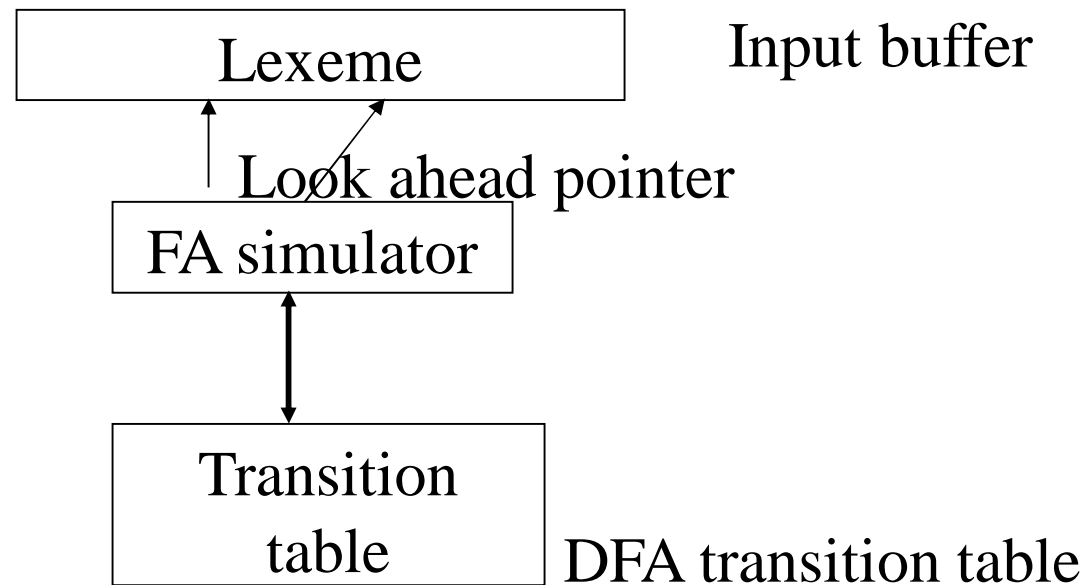 Lexeme
Input buffer
Look ahead pointer
FA simulator
Transition
table
DFA transition table